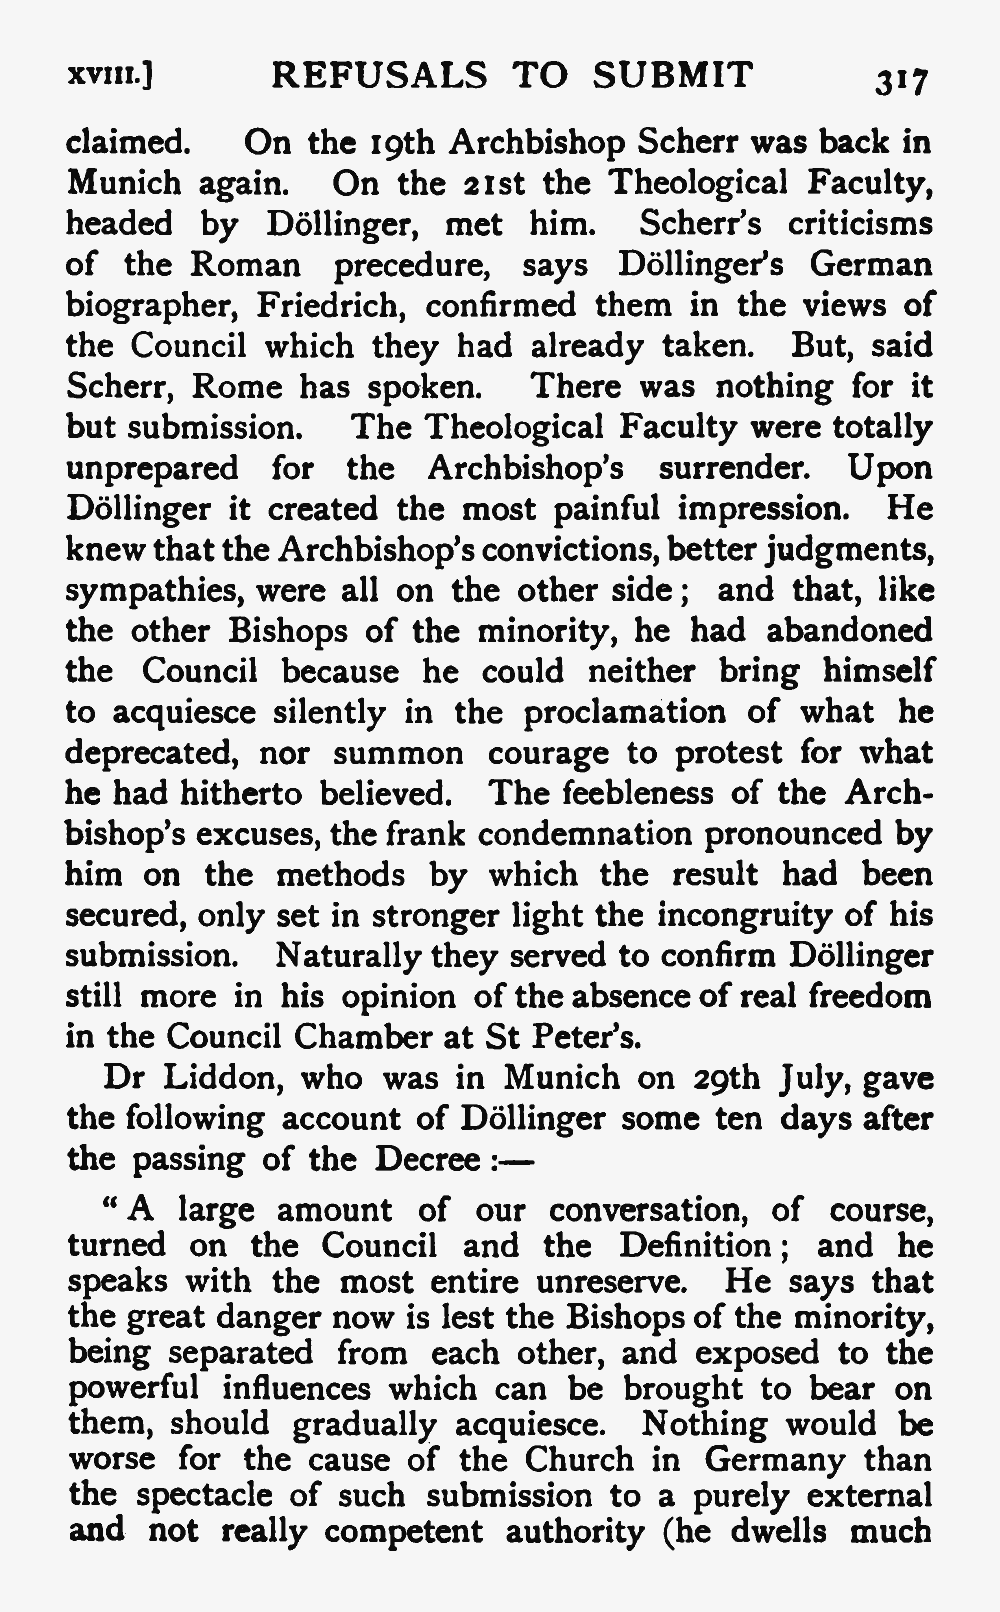 XVIII.] REFUSALS TO SUBMIT 317
claimed. On the 19th Archbishop Scherr was back in
Munich again. On the 21st the Theological Faculty,
headed by Döllinger, met him. Scherr's criticisms
of the Roman precedure, says Döllinger's German
biographer, Friedrich, confirmed them in the views of
the Council which they had already taken. But, said
Scherr, Rome has spoken. There was nothing for it
but submission. The Theological Faculty were totally
unprepared for the Archbishop's surrender. Upon
Döllinger it created the most painful impression. He
knew that the Archbishop's convictions, better judgments,
sympathies, were all on the other side; and that, like
the other Bishops of the minority, he had abandoned
the Council because he could neither bring himself
to acquiesce silently in the proclamation of what he
deprecated, nor summon courage to protest for what
he had hitherto believed. The feebleness of the Arch-
bishop's excuses, the frank condemnation pronounced by
him on the methods by which the result had been
secured, only set in stronger light the incongruity of his
submission. Naturally they served to confirm Döllinger
still more in his opinion of the absence of real freedom
in the Council Chamber at St Peter's.
Dr Liddon, who was in Munich on 29th July, gave
the following account of Döllinger some ten days after
the passing of the Decree:—
"A large amount of our conversation, of course,
turned on the Council and the Definition; and he
speaks with the most entire unreserve. He says that
the great danger now is lest the Bishops of the minority,
being separated from each other, and exposed to the
powerful influences which can be brought to bear on
them, should gradually acquiesce. Nothing would be
worse for the cause of the Church in Germany than
the spectacle of such submission to a purely external
and not really competent authority (he dwells much